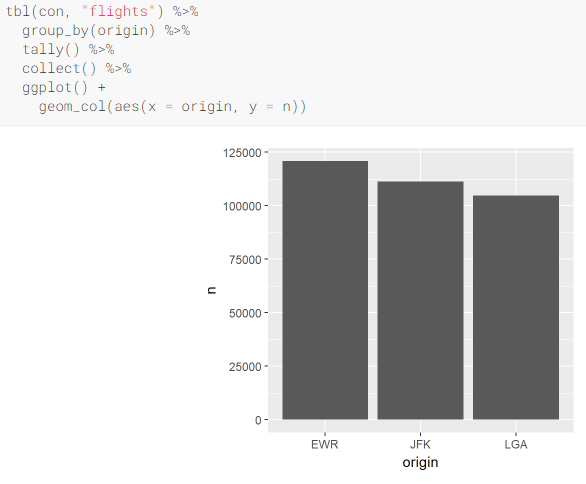 tbl(con, "flights") %>%
  group_by(origin) %>%
  tally() %>%
  collect() %>%
  ggplot() +
    geom_col(aes(x = origin, y = n))
125000
100000
75000
50000
25000
0
n
EWR JFK LGA
origin